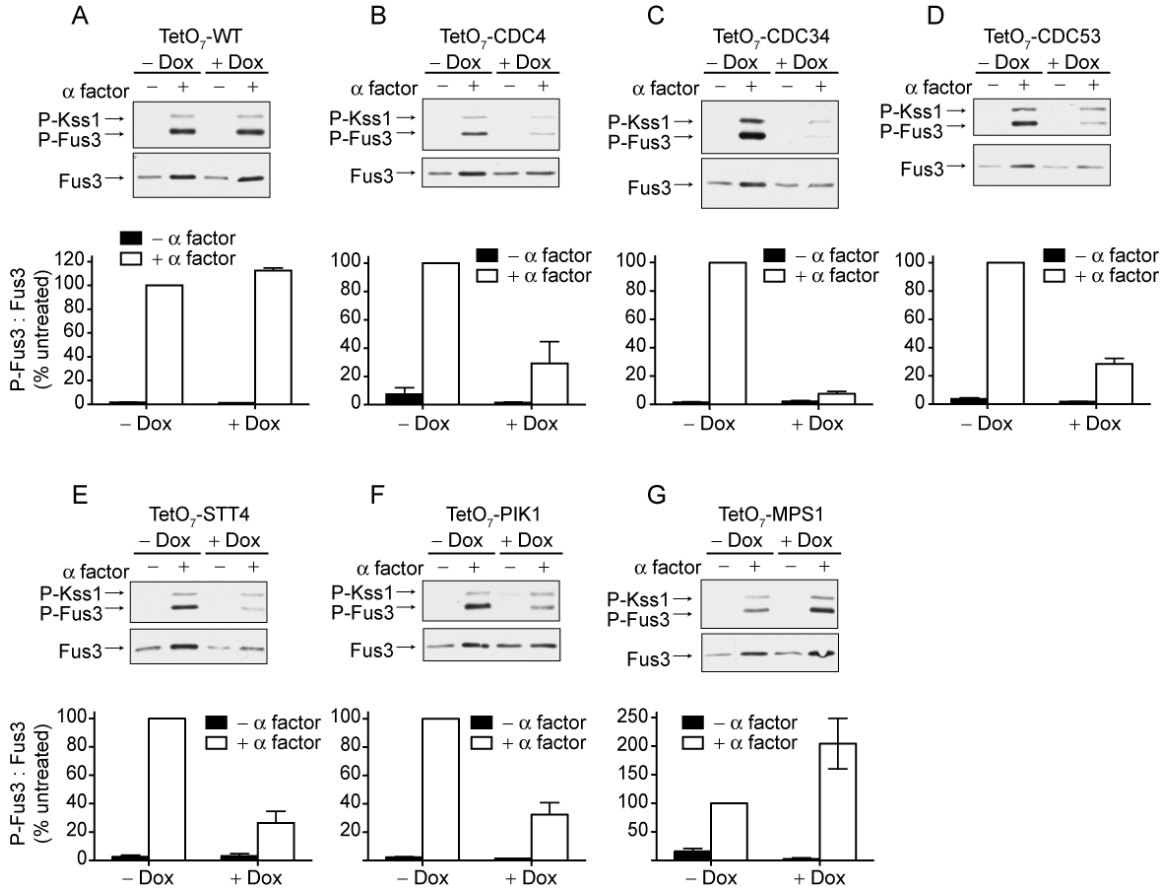 A
TetO7-WT
– Dox + Dox
α factor – + – +
P-Kss1→
P-Fus3→
Fus3→
P-Fus3 : Fus3
(% untreated)
– α factor
+ α factor
120
100
80
60
40
20
0
– Dox + Dox
B
TetO7-CDC4
– Dox + Dox
α factor – + – +
P-Kss1→
P-Fus3→
Fus3→
– α factor
+ α factor
100
80
60
40
20
0
– Dox + Dox
C
TetO7-CDC34
– Dox + Dox
α factor – + – +
P-Kss1→
P-Fus3→
Fus3→
– α factor
+ α factor
100
80
60
40
20
0
– Dox + Dox
D
TetO7-CDC53
– Dox + Dox
α factor – + – +
P-Kss1→
P-Fus3→
Fus3→
– α factor
+ α factor
100
80
60
40
20
0
– Dox + Dox
E
TetO7-STT4
– Dox + Dox
α factor – + – +
P-Kss1→
P-Fus3→
Fus3→
P-Fus3 : Fus3
(% untreated)
– α factor
+ α factor
100
80
60
40
20
0
– Dox + Dox
F
TetO7-PIK1
– Dox + Dox
α factor – + – +
P-Kss1→
P-Fus3→
Fus3→
– α factor
+ α factor
100
80
60
40
20
0
– Dox + Dox
G
TetO7-MPS1
– Dox + Dox
α factor – + – +
P-Kss1→
P-Fus3→
Fus3→
– α factor
+ α factor
250
200
150
100
50
0
– Dox + Dox